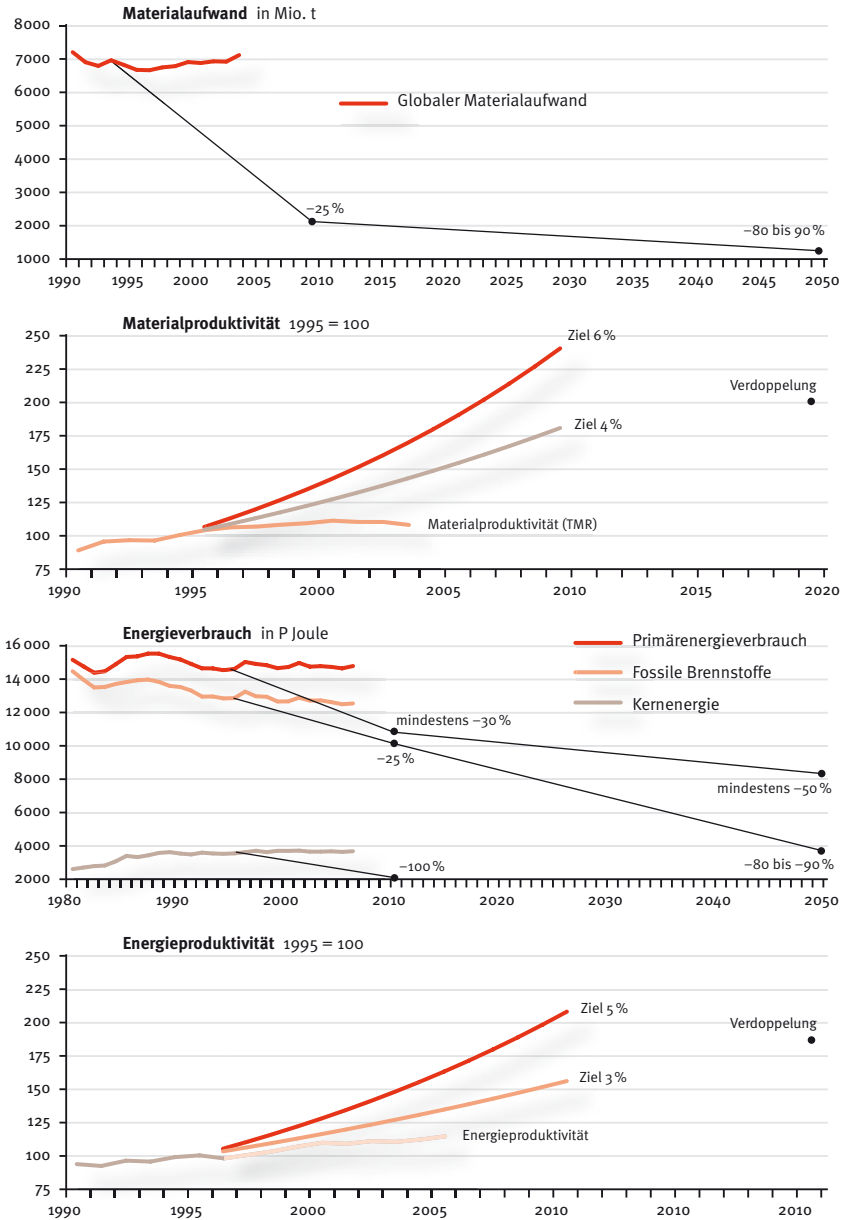 Materialaufwand in Mio. t
8000
7000
6000
5000
4000
3000
2000
1000
Globaler Materialaufwand
–25 %
–80 bis 90 %
1990 1995 2000 2005 2010 2015 2020 2025 2030 2035 2040 2045 2050
Materialproduktivität 1995 = 100
250
225
200
175
150
125
100
75
Ziel 6 %
Verdoppelung
Ziel 4 %
Materialproduktivität (TMR)
1990 1995 2000 2005 2010 2015 2020
Energieverbrauch in P Joule
16 000
14 000
12 000
10 000
8000
6000
4000
2000
Primärenergieverbrauch
Fossile Brennstoffe
Kernenergie
mindestens –30 %
–25 %
mindestens –50 %
–100 %
–80 bis –90 %
1980 1990 2000 2010 2020 2030 2040 2050
Energieproduktivität 1995 = 100
250
225
200
175
150
125
100
75
Ziel 5 %
Verdoppelung
Ziel 3 %
Energieproduktivität
1990 1995 2000 2005 2010 2010 2010